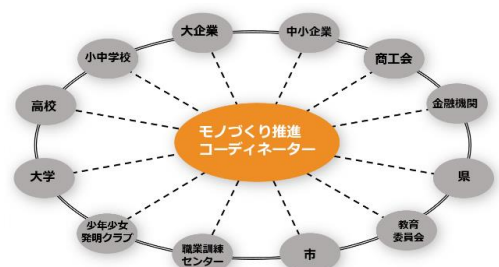 大企業
中小企業
小中学校
商工会
高校
金融機関
モノづくり推進
コーディネーター
大学
県
少年少女
発明クラブ
教育
委員会
職業訓練
センター
市